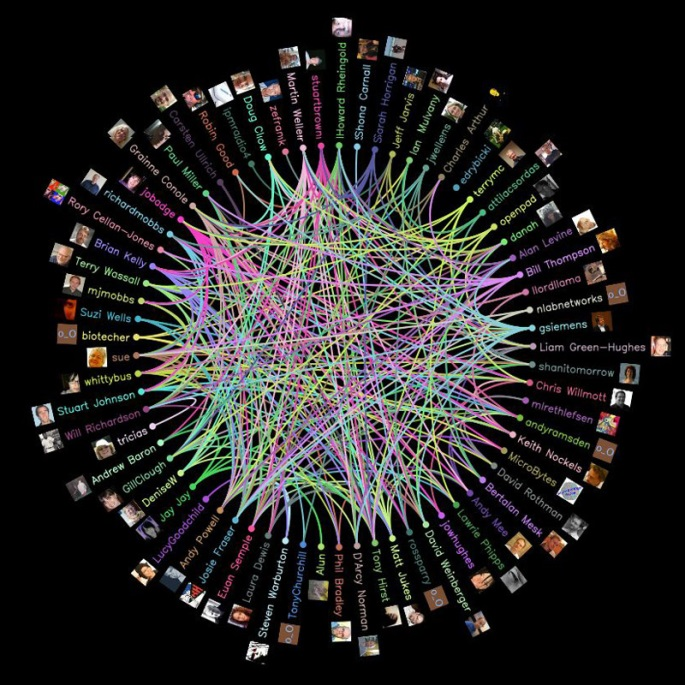 Howard Rheingold
Shona Carnall
Sarah Horrigan
Jeff Jarvis
Ian Mulvany
jwellens
Charles Arthur
edrybicki
terrymc
attilacsordas
openpad
danah
Alan Levine
Bill Thompson
llordllama
nlabnetworks
gsiemens
Liam Green-Hughes
shanitomorrow
Chris Willmott
mlrethlefsen
andyramsden
Keith Nockels
MicroBytes
David Rothman
Bertalan Mesk
Andy Mee
Lawrie Phipps
jowhughes
David Weinberger
rossparry
Matt Jukes
Tony Hirst
D'Arcy Norman
Phil Bradley
Alun
TonyChurchill
Steven Warburton
Laura Dewis
Euan Semple
Josie Fraser
Andy Powell
LucyGoodchild
Jay Jay
DeniseW
GillClough
Andrew Baron
tricias
Will Richardson
Stuart Johnson
whittybus
sue
biotecher
Suzi Wells
mjmobbs
Terry Wassall
Brian Kelly
Rory Cellan-Jones
richardmobbs
jobadge
Grainne Conole
Paul Miller
Carsten Ullrich
Robin Good
Doug Clow
zefrank
Martin Weller
stuartbrown